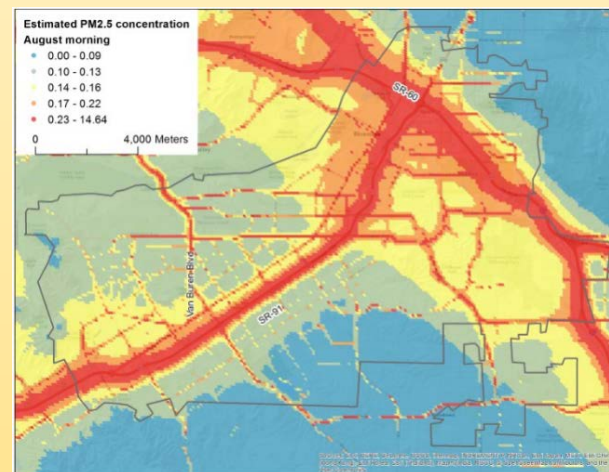 Estimated PM2.5 concentration
August morning
0.00 - 0.09
0.10 - 0.13
0.14 - 0.16
0.17 - 0.22
0.23 - 14.64
0 4,000 Meters
SR-60
Van Buren Blvd
SR-91